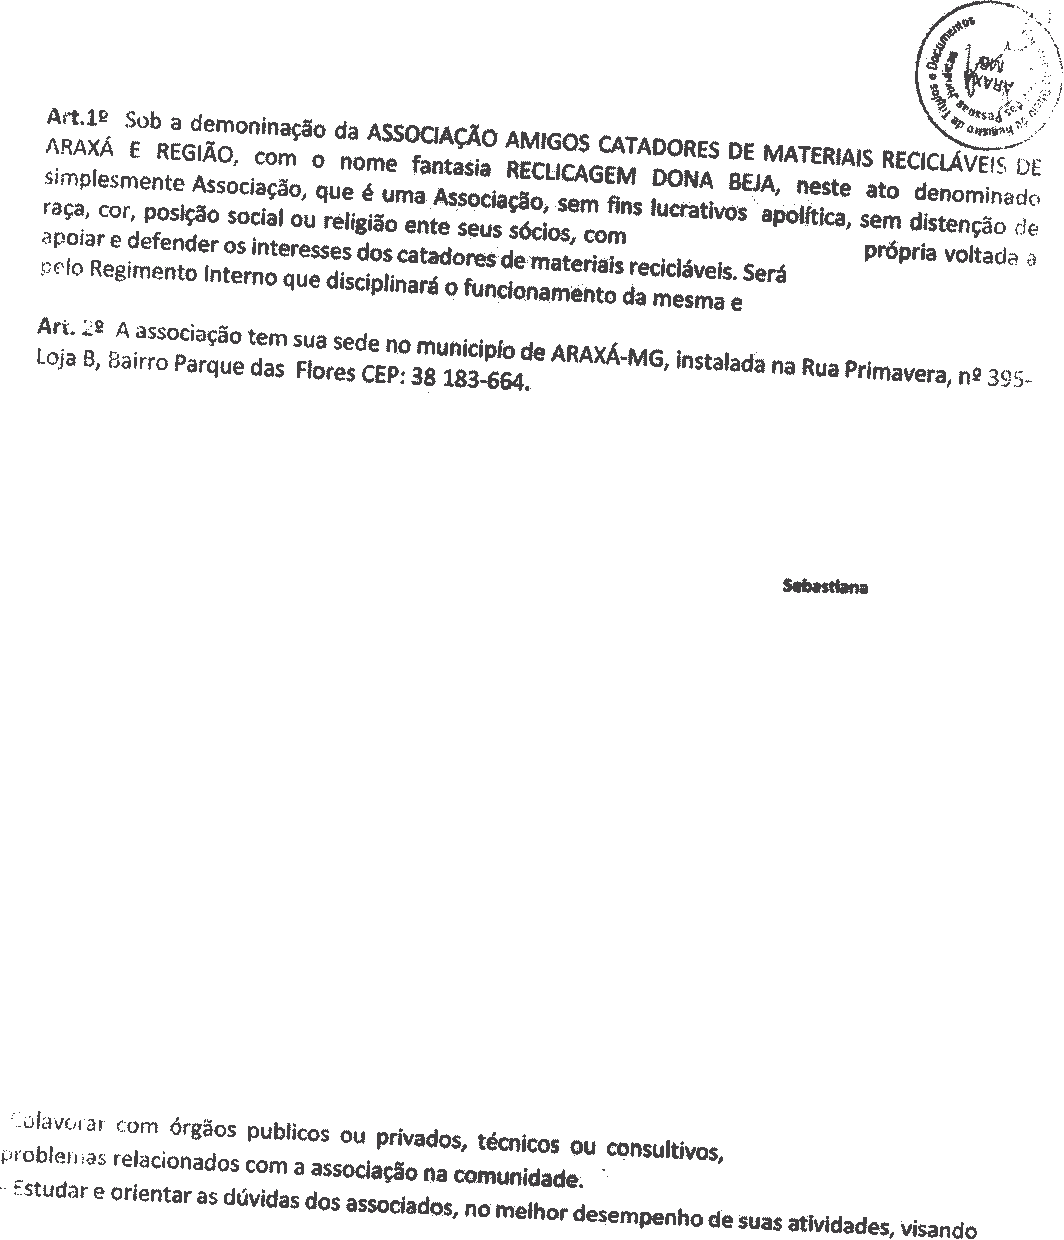 Art.1º Sob a demoninação da ASSOCIAÇÃO AMIGOS CATADORES DE MATERIAIS RECICLÁVEIS DE
ARAXÁ E REGIÃO, com o nome fantasia RECLICAGEM DONA BEJA, neste ato denominado
simplesmente Associação, que é uma Associação, sem fins lucrativos apolítica, sem distenção de
raça, cor, posição social ou religião ente seus sócios, com própria voltada a
apoiar e defender os interesses dos catadores de materiais recicláveis. Será
pelo Regimento Interno que disciplinará o funcionamento da mesma e
Art. 2º A associação tem sua sede no municipio de ARAXÁ-MG, instalada na Rua Primavera, nº 395-
Loja B, Bairro Parque das Flores CEP: 38 183-664.
Sebastiana
Colavorar com órgãos publicos ou privados, técnicos ou consultivos,
problemas relacionados com a associação na comunidade.
- Estudar e orientar as dúvidas dos associados, no melhor desempenho de suas atividades, visando